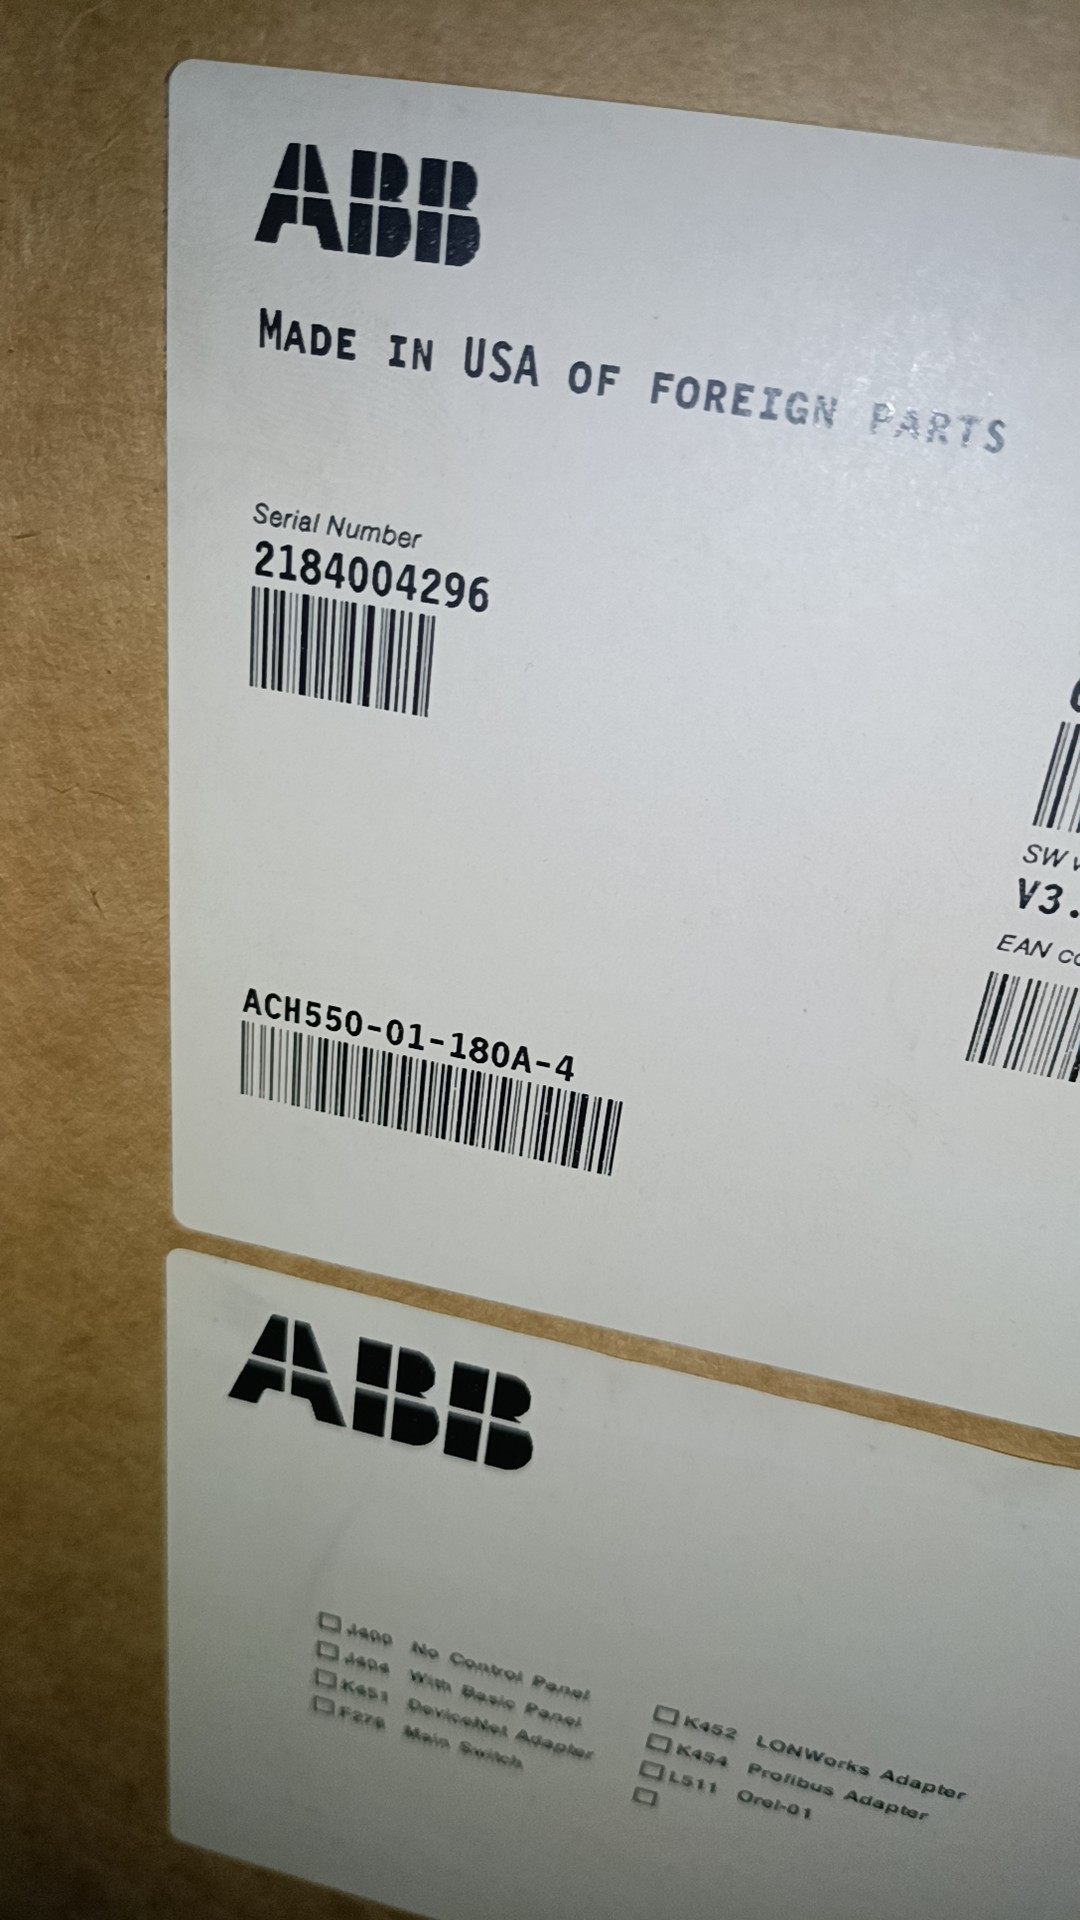 ABB
MADE IN USA OF FOREIGN PARTS
Serial Number
2184004296
SW
V3.
EAN
ACH550-01-180A-4
ABB
J400 No Control Panel
J404 With Basic Panel
K451 DeviceNet Adapter
F278 Main Switch
K452 LONWorks Adapter
K454 Profibus Adapter
L511 Orel-01